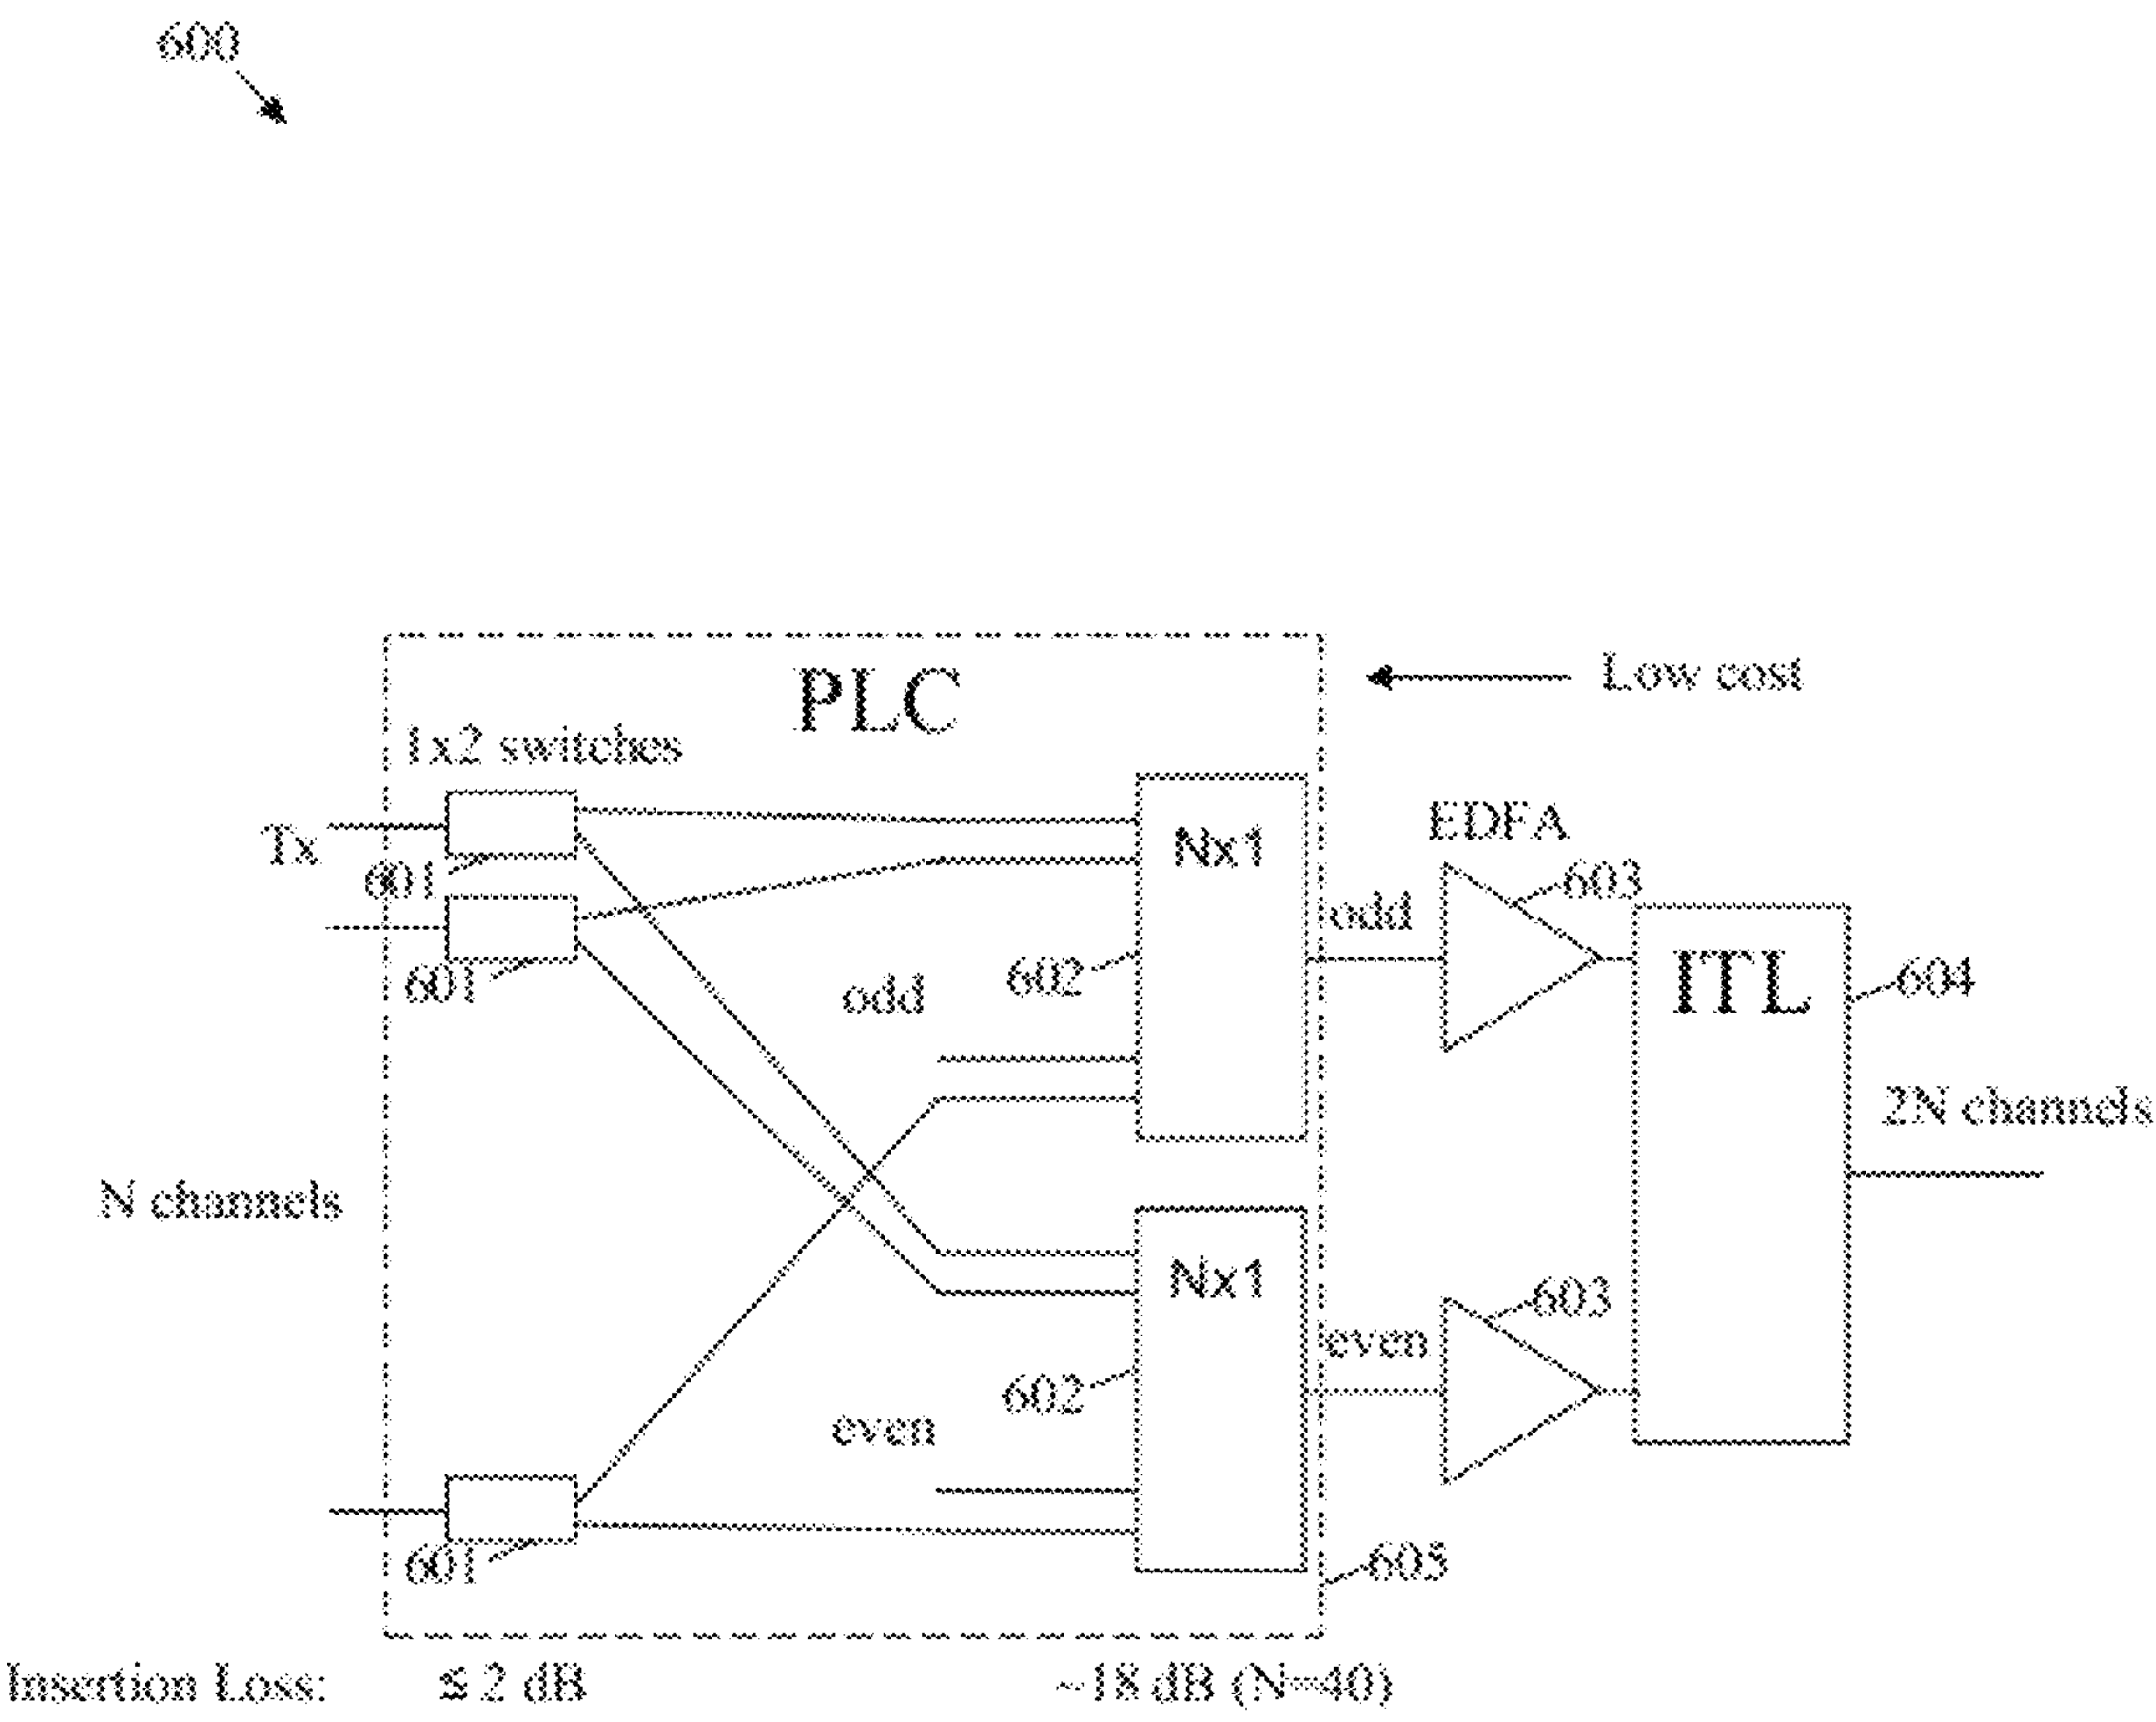 600
PLC
Low cost
1x2 switches
Tx
601
Nx1
EDFA
603
odd
ITL
601
odd
602
604
2N channels
N channels
Nx1
603
even
602
even
601
605
Insertion Loss: ≦ 2 dB ~18 dB (N=40)